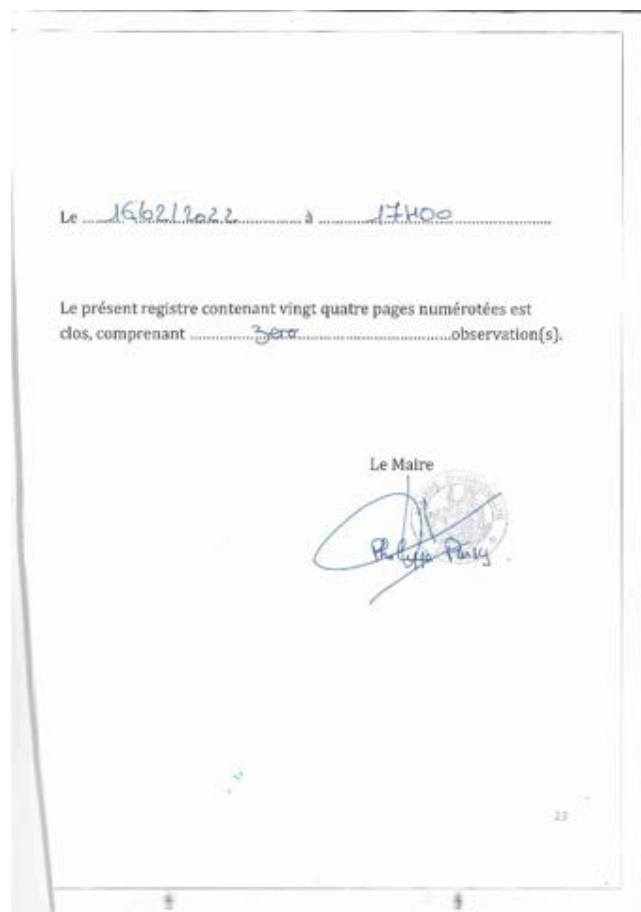 Le ..... 16/02/2022 ..... à ..... 17H00 .....
Le présent registre contenant vingt quatre pages numérotées est
clos, comprenant ..... Zero ..... observation(s).
Le Maire
Philippe
23